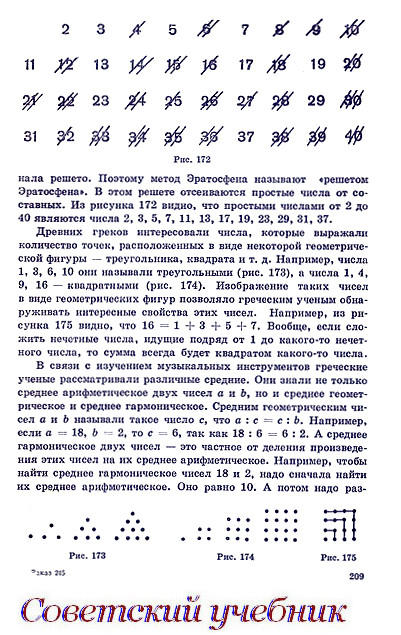 2 3 4 5 6 7 8 9 10
11 12 13 14 15 16 17 18 19 20
21 22 23 24 25 26 27 28 29 30
31 32 33 34 35 36 37 38 39 40
Рис. 172
нала решето. Поэтому метод Эратосфена называют «решетом
Эратосфена». В этом решете отсеиваются простые числа от со-
ставных. Из рисунка 172 видно, что простыми числами от 2 до
40 являются числа 2, 3, 5, 7, 11, 13, 17, 19, 23, 29, 31, 37.
Древних греков интересовали числа, которые выражали
количество точек, расположенных в виде некоторой геометриче-
ской фигуры — треугольника, квадрата и т. д. Например, числа
1, 3, 6, 10 они называли треугольными (рис. 173), а числа 1, 4,
9, 16 — квадратными (рис. 174). Изображение таких чисел
в виде геометрических фигур позволяло греческим ученым обна-
руживать интересные свойства этих чисел. Например, из ри-
сунка 175 видно, что 16 = 1 + 3 + 5 + 7. Вообще, если сло-
жить нечетные числа, идущие подряд от 1 до какого-то нечет-
ного числа, то сумма всегда будет квадратом какого-то числа.
В связи с изучением музыкальных инструментов греческие
ученые рассматривали различные средние. Они знали не только
среднее арифметическое двух чисел a и b, но и среднее геомет-
рическое и среднее гармоническое. Средним геометрическим чи-
сел a и b называли такое число c, что a : c = c : b. Например,
если a = 18, b = 2, то c = 6, так как 18 : 6 = 6 : 2. А среднее
гармоническое двух чисел — это частное от деления произведе-
ния этих чисел на их среднее арифметическое. Например, чтобы
найти среднее гармоническое чисел 18 и 2, надо сначала найти
их среднее арифметическое. Оно равно 10. А потом надо раз-
Рис. 173 Рис. 174 Рис. 175
Заказ 245 209
Советский учебник